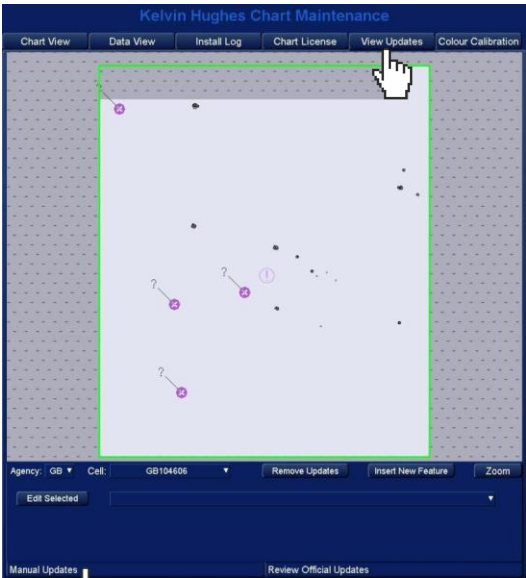 Kelvin Hughes Chart Maintenance
Chart View Data View Install Log Chart License View Updates Colour Calibration
?
?
?
?
Agency: GB Cell: GB104606 Remove Updates Insert New Feature Zoom
Edit Selected
Manual Updates Review Official Updates